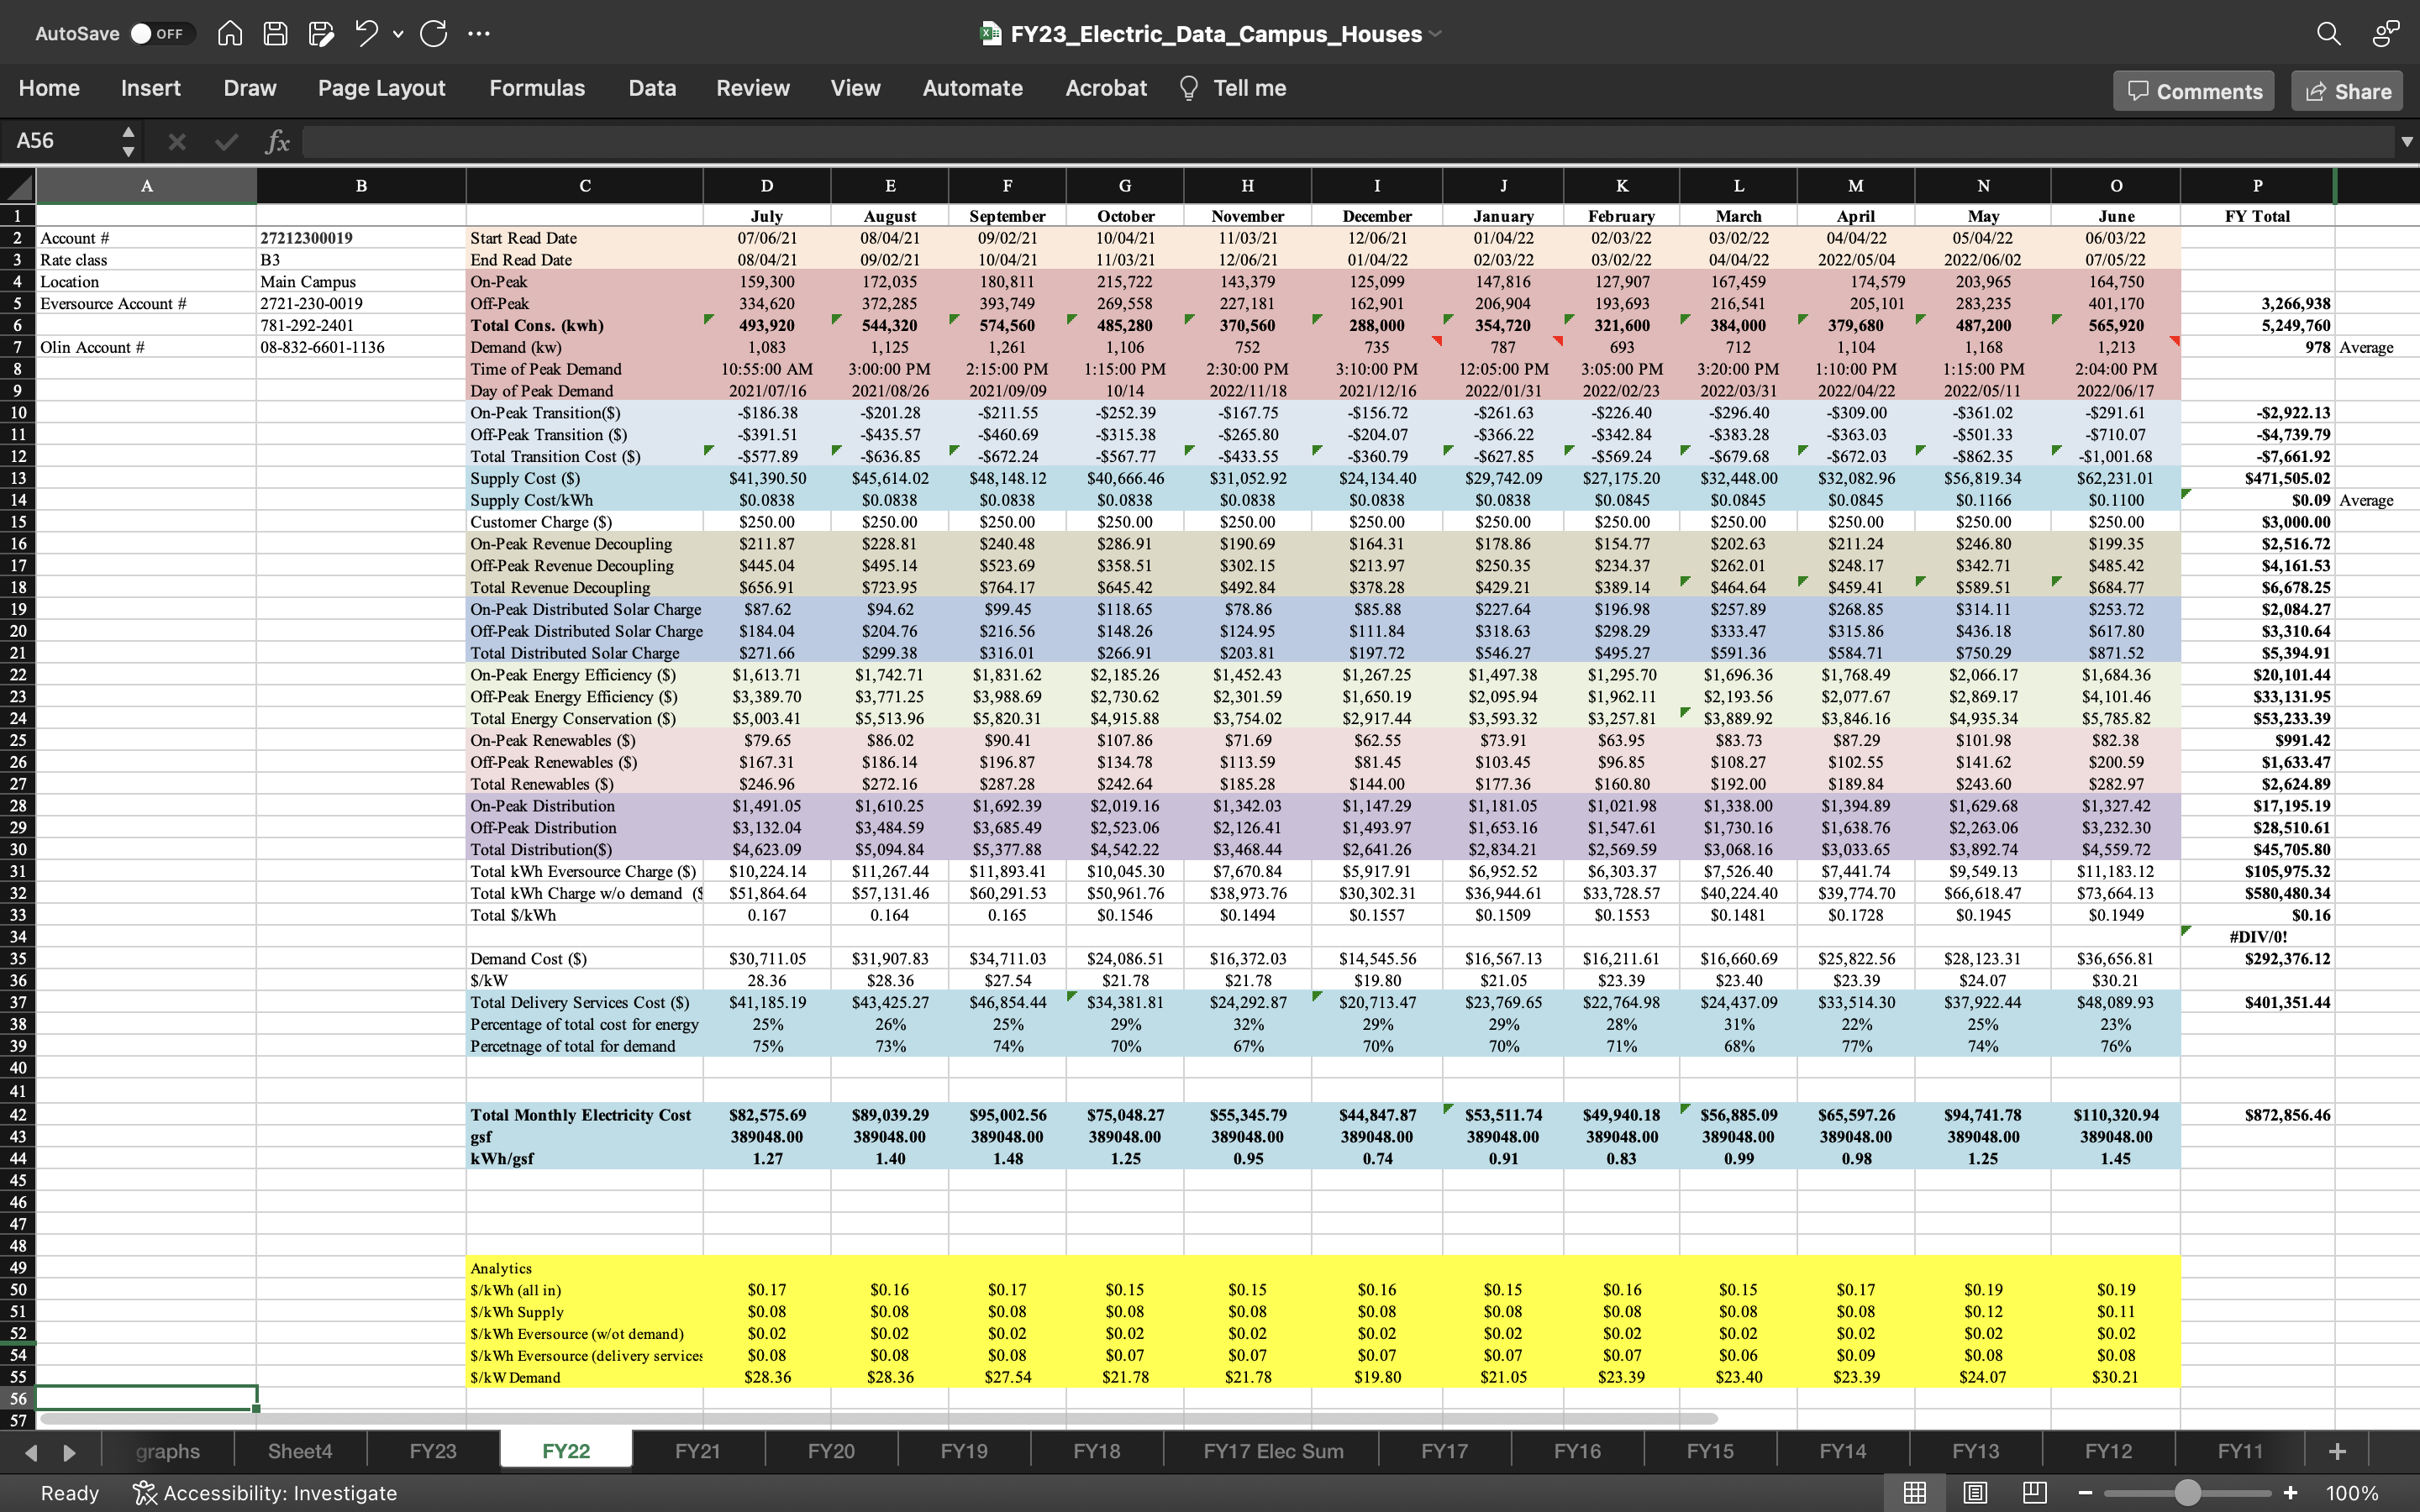 AutoSave OFF FY23_Electric_Data_Campus_Houses
Home Insert Draw Page Layout Formulas Data Review View Automate Acrobat Tell me Comments Share
A56 fx
A B C D E F G H I J K L M N O P
1 July August September October November December January February March April May June FY Total
2 Account # 27212300019 Start Read Date 07/06/21 08/04/21 09/02/21 10/04/21 11/03/21 12/06/21 01/04/22 02/03/22 03/02/22 04/04/22 05/04/22 06/03/22
3 Rate class B3 End Read Date 08/04/21 09/02/21 10/04/21 11/03/21 12/06/21 01/04/22 02/03/22 03/02/22 04/04/22 2022/05/04 2022/06/02 07/05/22
4 Location Main Campus On-Peak 159,300 172,035 180,811 215,722 143,379 125,099 147,816 127,907 167,459 174,579 203,965 164,750
5 Eversource Account # 2721-230-0019 Off-Peak 334,620 372,285 393,749 269,558 227,181 162,901 206,904 193,693 216,541 205,101 283,235 401,170 3,266,938
6 781-292-2401 Total Cons. (kwh) 493,920 544,320 574,560 485,280 370,560 288,000 354,720 321,600 384,000 379,680 487,200 565,920 5,249,760
7 Olin Account # 08-832-6601-1136 Demand (kw) 1,083 1,125 1,261 1,106 752 735 787 693 712 1,104 1,168 1,213 978 Average
8 Time of Peak Demand 10:55:00 AM 3:00:00 PM 2:15:00 PM 1:15:00 PM 2:30:00 PM 3:10:00 PM 12:05:00 PM 3:05:00 PM 3:20:00 PM 1:10:00 PM 1:15:00 PM 2:04:00 PM
9 Day of Peak Demand 2021/07/16 2021/08/26 2021/09/09 10/14 2022/11/18 2021/12/16 2022/01/31 2022/02/23 2022/03/31 2022/04/22 2022/05/11 2022/06/17
10 On-Peak Transition($) -$186.38 -$201.28 -$211.55 -$252.39 -$167.75 -$156.72 -$261.63 -$226.40 -$296.40 -$309.00 -$361.02 -$291.61 -$2,922.13
11 Off-Peak Transition ($) -$391.51 -$435.57 -$460.69 -$315.38 -$265.80 -$204.07 -$366.22 -$342.84 -$383.28 -$363.03 -$501.33 -$710.07 -$4,739.79
12 Total Transition Cost ($) -$577.89 -$636.85 -$672.24 -$567.77 -$433.55 -$360.79 -$627.85 -$569.24 -$679.68 -$672.03 -$862.35 -$1,001.68 -$7,661.92
13 Supply Cost ($) $41,390.50 $45,614.02 $48,148.12 $40,666.46 $31,052.92 $24,134.40 $29,742.09 $27,175.20 $32,448.00 $32,082.96 $56,819.34 $62,231.01 $471,505.02
14 Supply Cost/kWh $0.0838 $0.0838 $0.0838 $0.0838 $0.0838 $0.0838 $0.0838 $0.0845 $0.0845 $0.0845 $0.1166 $0.1100 $0.09 Average
15 Customer Charge ($) $250.00 $250.00 $250.00 $250.00 $250.00 $250.00 $250.00 $250.00 $250.00 $250.00 $250.00 $250.00 $3,000.00
16 On-Peak Revenue Decoupling $211.87 $228.81 $240.48 $286.91 $190.69 $164.31 $178.86 $154.77 $202.63 $211.24 $246.80 $199.35 $2,516.72
17 Off-Peak Revenue Decoupling $445.04 $495.14 $523.69 $358.51 $302.15 $213.97 $250.35 $234.37 $262.01 $248.17 $342.71 $485.42 $4,161.53
18 Total Revenue Decoupling $656.91 $723.95 $764.17 $645.42 $492.84 $378.28 $429.21 $389.14 $464.64 $459.41 $589.51 $684.77 $6,678.25
19 On-Peak Distributed Solar Charge $87.62 $94.62 $99.45 $118.65 $78.86 $85.88 $227.64 $196.98 $257.89 $268.85 $314.11 $253.72 $2,084.27
20 Off-Peak Distributed Solar Charge $184.04 $204.76 $216.56 $148.26 $124.95 $111.84 $318.63 $298.29 $333.47 $315.86 $436.18 $617.80 $3,310.64
21 Total Distributed Solar Charge $271.66 $299.38 $316.01 $266.91 $203.81 $197.72 $546.27 $495.27 $591.36 $584.71 $750.29 $871.52 $5,394.91
22 On-Peak Energy Efficiency ($) $1,613.71 $1,742.71 $1,831.62 $2,185.26 $1,452.43 $1,267.25 $1,497.38 $1,295.70 $1,696.36 $1,768.49 $2,066.17 $1,684.36 $20,101.44
23 Off-Peak Energy Efficiency ($) $3,389.70 $3,771.25 $3,988.69 $2,730.62 $2,301.59 $1,650.19 $2,095.94 $1,962.11 $2,193.56 $2,077.67 $2,869.17 $4,101.46 $33,131.95
24 Total Energy Conservation ($) $5,003.41 $5,513.96 $5,820.31 $4,915.88 $3,754.02 $2,917.44 $3,593.32 $3,257.81 $3,889.92 $3,846.16 $4,935.34 $5,785.82 $53,233.39
25 On-Peak Renewables ($) $79.65 $86.02 $90.41 $107.86 $71.69 $62.55 $73.91 $63.95 $83.73 $87.29 $101.98 $82.38 $991.42
26 Off-Peak Renewables ($) $167.31 $186.14 $196.87 $134.78 $113.59 $81.45 $103.45 $96.85 $108.27 $102.55 $141.62 $200.59 $1,633.47
27 Total Renewables ($) $246.96 $272.16 $287.28 $242.64 $185.28 $144.00 $177.36 $160.80 $192.00 $189.84 $243.60 $282.97 $2,624.89
28 On-Peak Distribution $1,491.05 $1,610.25 $1,692.39 $2,019.16 $1,342.03 $1,147.29 $1,181.05 $1,021.98 $1,338.00 $1,394.89 $1,629.68 $1,327.42 $17,195.19
29 Off-Peak Distribution $3,132.04 $3,484.59 $3,685.49 $2,523.06 $2,126.41 $1,493.97 $1,653.16 $1,547.61 $1,730.16 $1,638.76 $2,263.06 $3,232.30 $28,510.61
30 Total Distribution($) $4,623.09 $5,094.84 $5,377.88 $4,542.22 $3,468.44 $2,641.26 $2,834.21 $2,569.59 $3,068.16 $3,033.65 $3,892.74 $4,559.72 $45,705.80
31 Total kWh Eversource Charge ($) $10,224.14 $11,267.44 $11,893.41 $10,045.30 $7,670.84 $5,917.91 $6,952.52 $6,303.37 $7,526.40 $7,441.74 $9,549.13 $11,183.12 $105,975.32
32 Total kWh Charge w/o demand ($ $51,864.64 $57,131.46 $60,291.53 $50,961.76 $38,973.76 $30,302.31 $36,944.61 $33,728.57 $40,224.40 $39,774.70 $66,618.47 $73,664.13 $580,480.34
33 Total $/kWh 0.167 0.164 0.165 $0.1546 $0.1494 $0.1557 $0.1509 $0.1553 $0.1481 $0.1728 $0.1945 $0.1949 $0.16
34 #DIV/0!
35 Demand Cost ($) $30,711.05 $31,907.83 $34,711.03 $24,086.51 $16,372.03 $14,545.56 $16,567.13 $16,211.61 $16,660.69 $25,822.56 $28,123.31 $36,656.81 $292,376.12
36 $/kW 28.36 $28.36 $27.54 $21.78 $21.78 $19.80 $21.05 $23.39 $23.40 $23.39 $24.07 $30.21
37 Total Delivery Services Cost ($) $41,185.19 $43,425.27 $46,854.44 $34,381.81 $24,292.87 $20,713.47 $23,769.65 $22,764.98 $24,437.09 $33,514.30 $37,922.44 $48,089.93 $401,351.44
38 Percentage of total cost for energy 25% 26% 25% 29% 32% 29% 29% 28% 31% 22% 25% 23%
39 Percetnage of total for demand 75% 73% 74% 70% 67% 70% 70% 71% 68% 77% 74% 76%
40
41
42 Total Monthly Electricity Cost $82,575.69 $89,039.29 $95,002.56 $75,048.27 $55,345.79 $44,847.87 $53,511.74 $49,940.18 $56,885.09 $65,597.26 $94,741.78 $110,320.94 $872,856.46
43 gsf 389048.00 389048.00 389048.00 389048.00 389048.00 389048.00 389048.00 389048.00 389048.00 389048.00 389048.00 389048.00
44 kWh/gsf 1.27 1.40 1.48 1.25 0.95 0.74 0.91 0.83 0.99 0.98 1.25 1.45
45
46
47
48
49 Analytics
50 $/kWh (all in) $0.17 $0.16 $0.17 $0.15 $0.15 $0.16 $0.15 $0.16 $0.15 $0.17 $0.19 $0.19
51 $/kWh Supply $0.08 $0.08 $0.08 $0.08 $0.08 $0.08 $0.08 $0.08 $0.08 $0.08 $0.12 $0.11
52 $/kWh Eversource (w/ot demand) $0.02 $0.02 $0.02 $0.02 $0.02 $0.02 $0.02 $0.02 $0.02 $0.02 $0.02 $0.02
54 $/kWh Eversource (delivery services $0.08 $0.08 $0.08 $0.07 $0.07 $0.07 $0.07 $0.07 $0.06 $0.09 $0.08 $0.08
55 $/kW Demand $28.36 $28.36 $27.54 $21.78 $21.78 $19.80 $21.05 $23.39 $23.40 $23.39 $24.07 $30.21
56
57
graphs Sheet4 FY23 FY22 FY21 FY20 FY19 FY18 FY17 Elec Sum FY17 FY16 FY15 FY14 FY13 FY12 FY11
Ready Accessibility: Investigate 100%